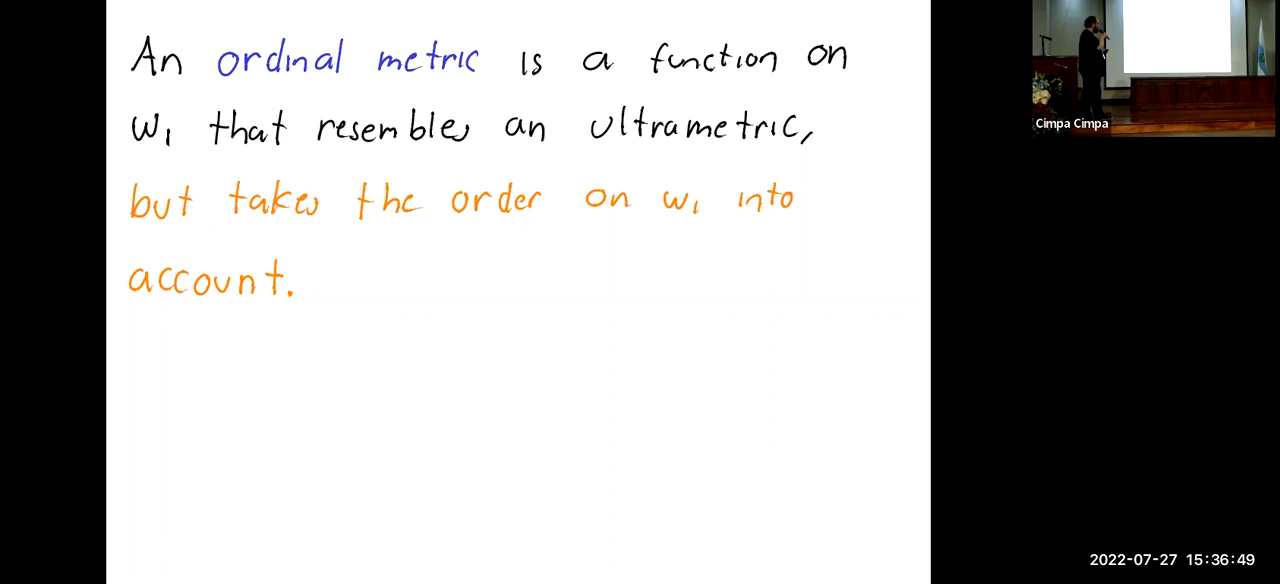 An ordinal metric is a function on
ω₁ that resembles an ultrametric,
but takes the order on ω₁ into
account.
Cimpa Cimpa
2022-07-27 15:36:49